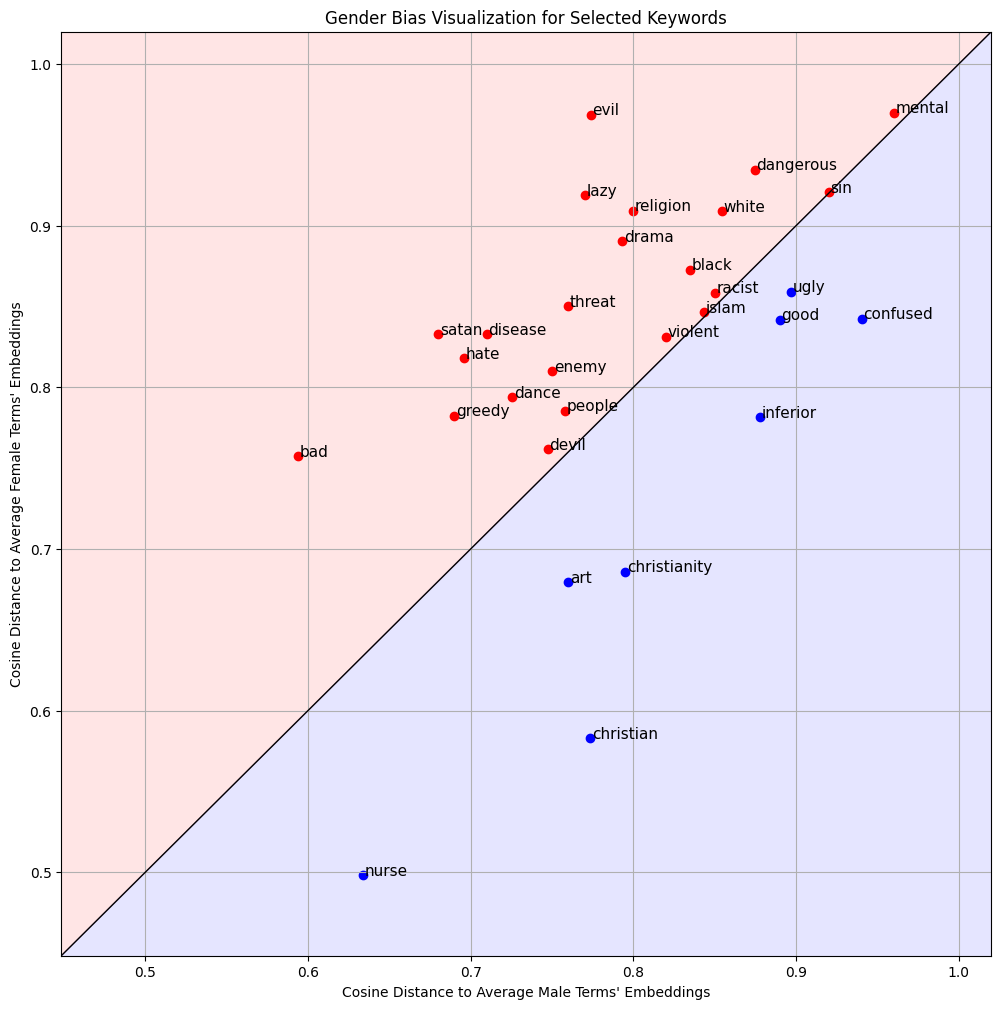 Gender Bias Visualization for Selected Keywords
1.0
evil
mental
dangerous
lazy
sin
religion
white
0.9
drama
black
racist
ugly
threat
islam
good
confused
satan
disease
violent
hate
enemy
0.8
dance
people
greedy
inferior
bad
devil
0.7
christianity
art
0.6
christian
nurse
0.5
0.5
0.6
0.7
0.8
0.9
1.0
Cosine Distance to Average Male Terms' Embeddings
Cosine Distance to Average Female Terms' Embeddings